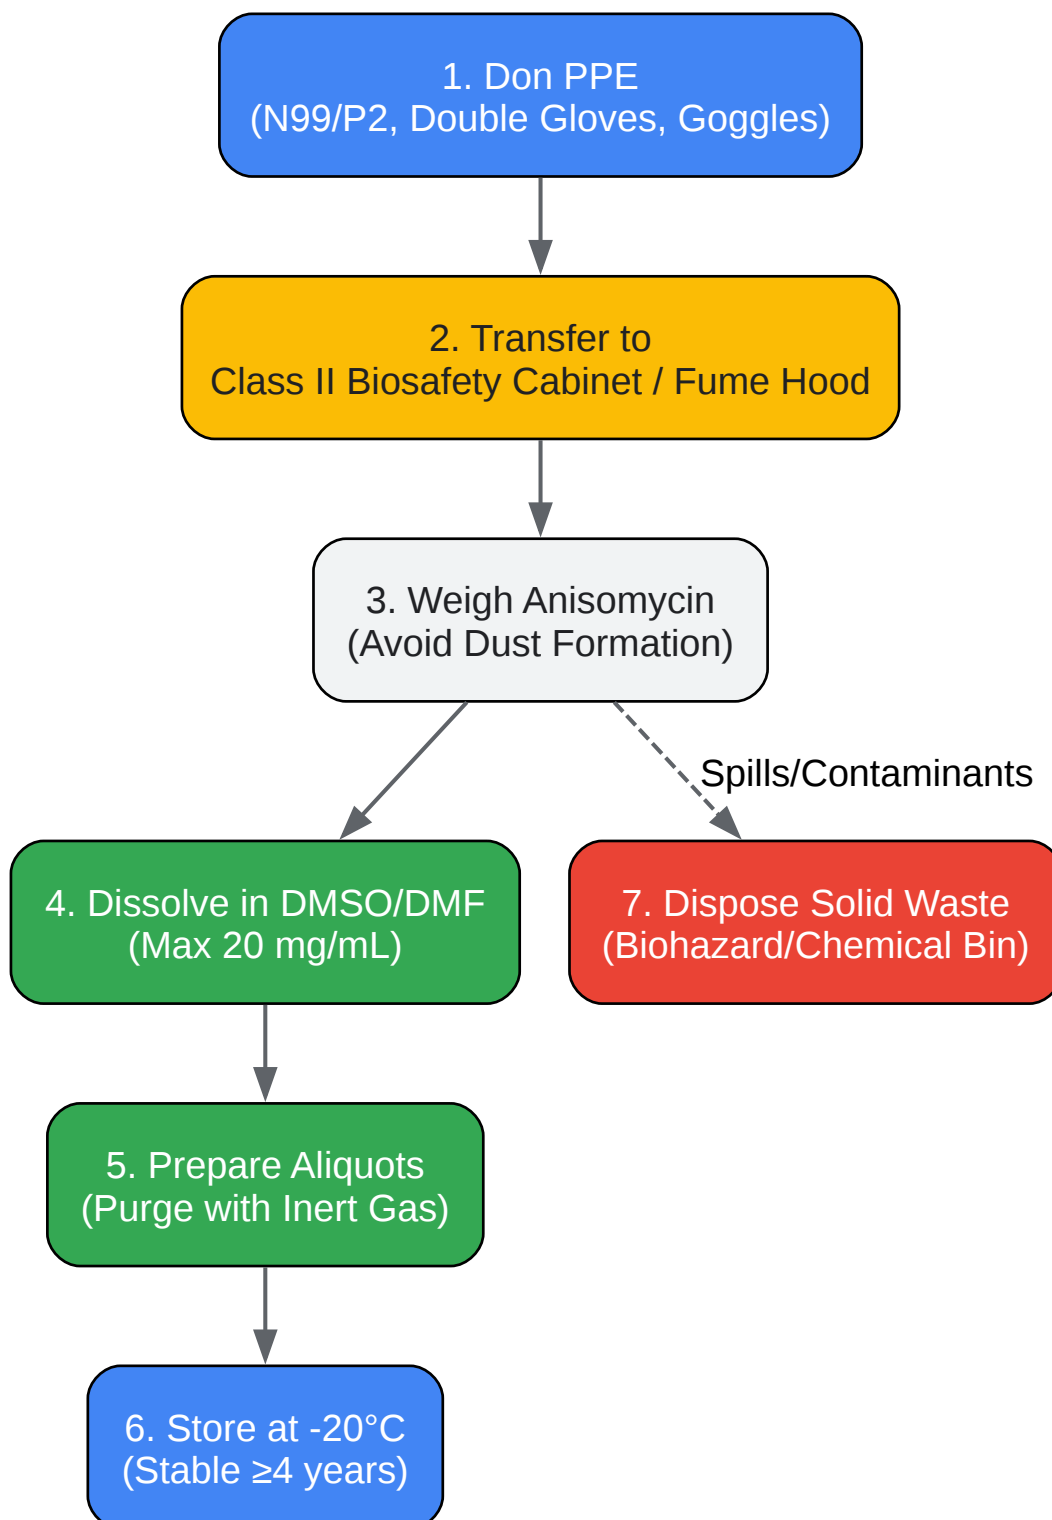 1. Don PPE
(N99/P2, Double Gloves, Goggles)
2. Transfer to
Class II Biosafety Cabinet / Fume Hood
3. Weigh Anisomycin
(Avoid Dust Formation)
Spills/Contaminants
4. Dissolve in DMSO/DMF
(Max 20 mg/mL)
7. Dispose Solid Waste
(Biohazard/Chemical Bin)
5. Prepare Aliquots
(Purge with Inert Gas)
6. Store at -20°C
(Stable ≥4 years)